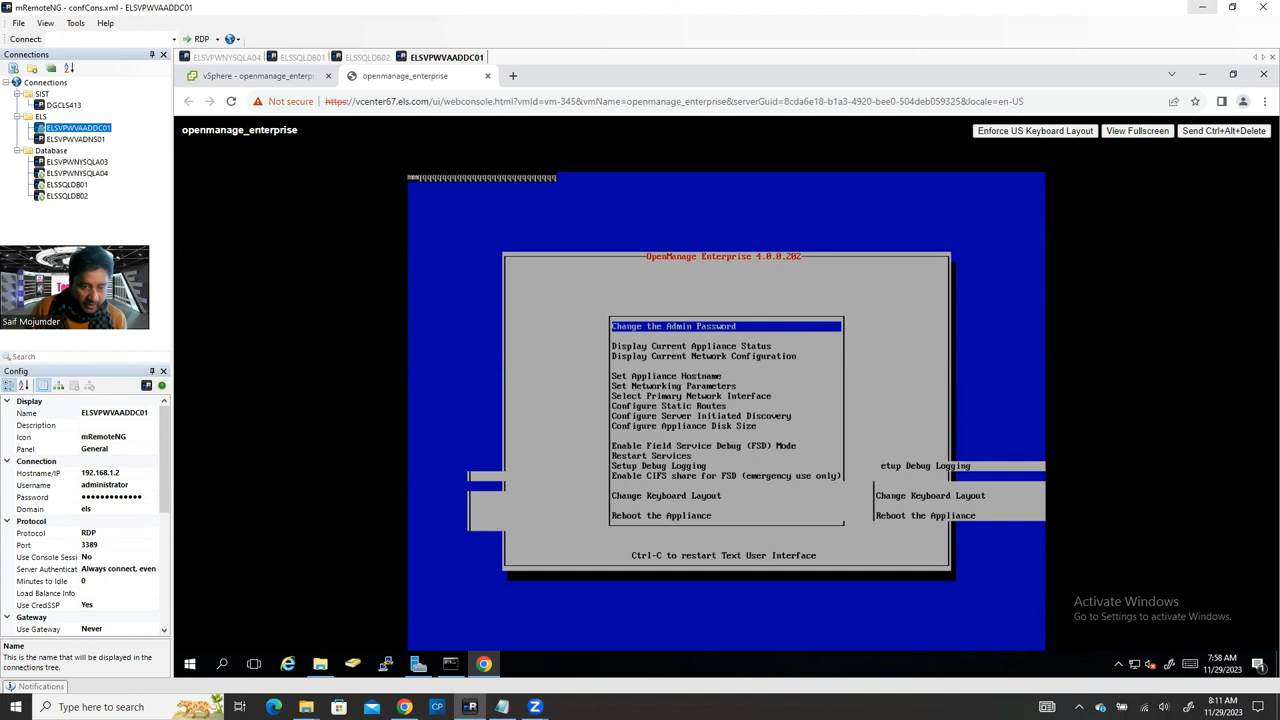 mRemoteNG - confCons.xml - ELSVPWVAADDC01
File View Tools Help
Connect: RDP
Connections
ELSVPWNYSQLA04 ELSSQLDB01 ELSSQLDB02 ELSVPWVAADDC01
vSphere - openmanage_enterpr openmanage_enterprise
Not secure https://vcenter67.els.com/ui/webconsole.html?vmId=vm-345&vmName=openmanage_enterprise&serverGuid=8cda6e18-b1a3-4920-bee0-504deb059325&locale=en-US
openmanage_enterprise
Enforce US Keyboard Layout View Fullscreen Send Ctrl+Alt+Delete
Connections
SIST
DGCLS413
ELS
ELSVPWVAADDC01
ELSVPWVADNS01
Database
ELSVPWNYSQLA03
ELSVPWNYSQLA04
ELSSQLDB01
ELSSQLDB02
Saif Mojumder
Search
Config
Display
Name ELSVPWVAADDC01
Description
Icon mRemoteNG
Panel General
Connection
Hostname/IP 192.168.1.2
Username administrator
Password ••••••••••••
Domain els
Protocol
Protocol RDP
Port 3389
Use Console Sessi No
Server Authenticat Always connect, even
Minutes to Idle 0
Load Balance Info
Use CredSSP Yes
Gateway
Use Gateway Never
Name
This is the name that will be displayed in the
connections tree.
Notifications
OpenManage Enterprise 4.0.0.202
Change the Admin Password
Display Current Appliance Status
Display Current Network Configuration
Set Appliance Hostname
Set Networking Parameters
Select Primary Network Interface
Configure Static Routes
Configure Server Initiated Discovery
Configure Appliance Disk Size
Enable Field Service Debug (FSD) Mode
Restart Services
Setup Debug Logging etup Debug Logging
Enable CIFS share for FSD (emergency use only)
Change Keyboard Layout Change Keyboard Layout
Reboot the Appliance Reboot the Appliance
Ctrl-C to restart Text User Interface
Activate Windows
Go to Settings to activate Windows.
7:58 AM
11/29/2023
Type here to search
8:11 AM
11/29/2023